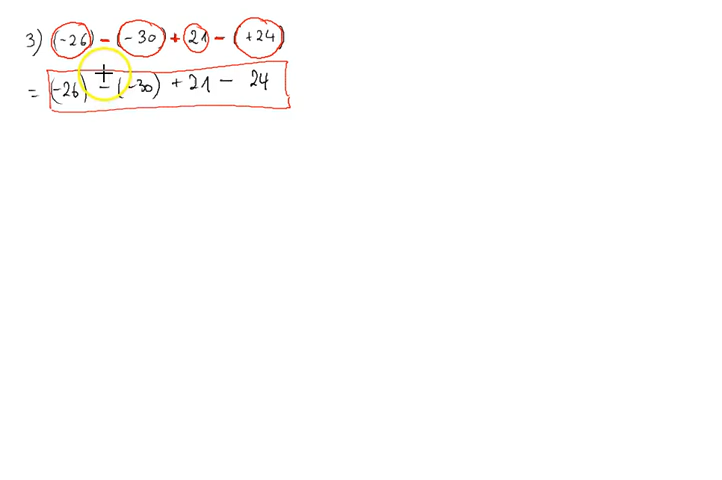 3) (-26) - (-30) + 21 - (+24)
= (-26) - (-30) + 21 - 24